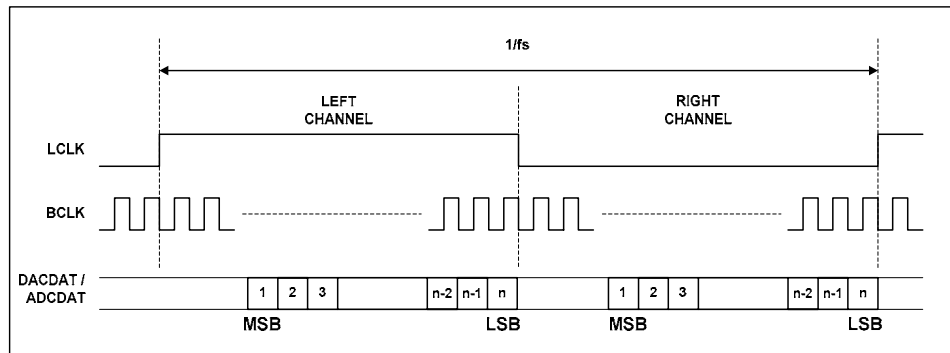 1/fs
LEFT
CHANNEL
RIGHT
CHANNEL
LCLK
BCLK
DACDAT /
ADCDAT
1 2 3 n-2 n-1 n 1 2 3 n-2 n-1 n
MSB LSB MSB LSB